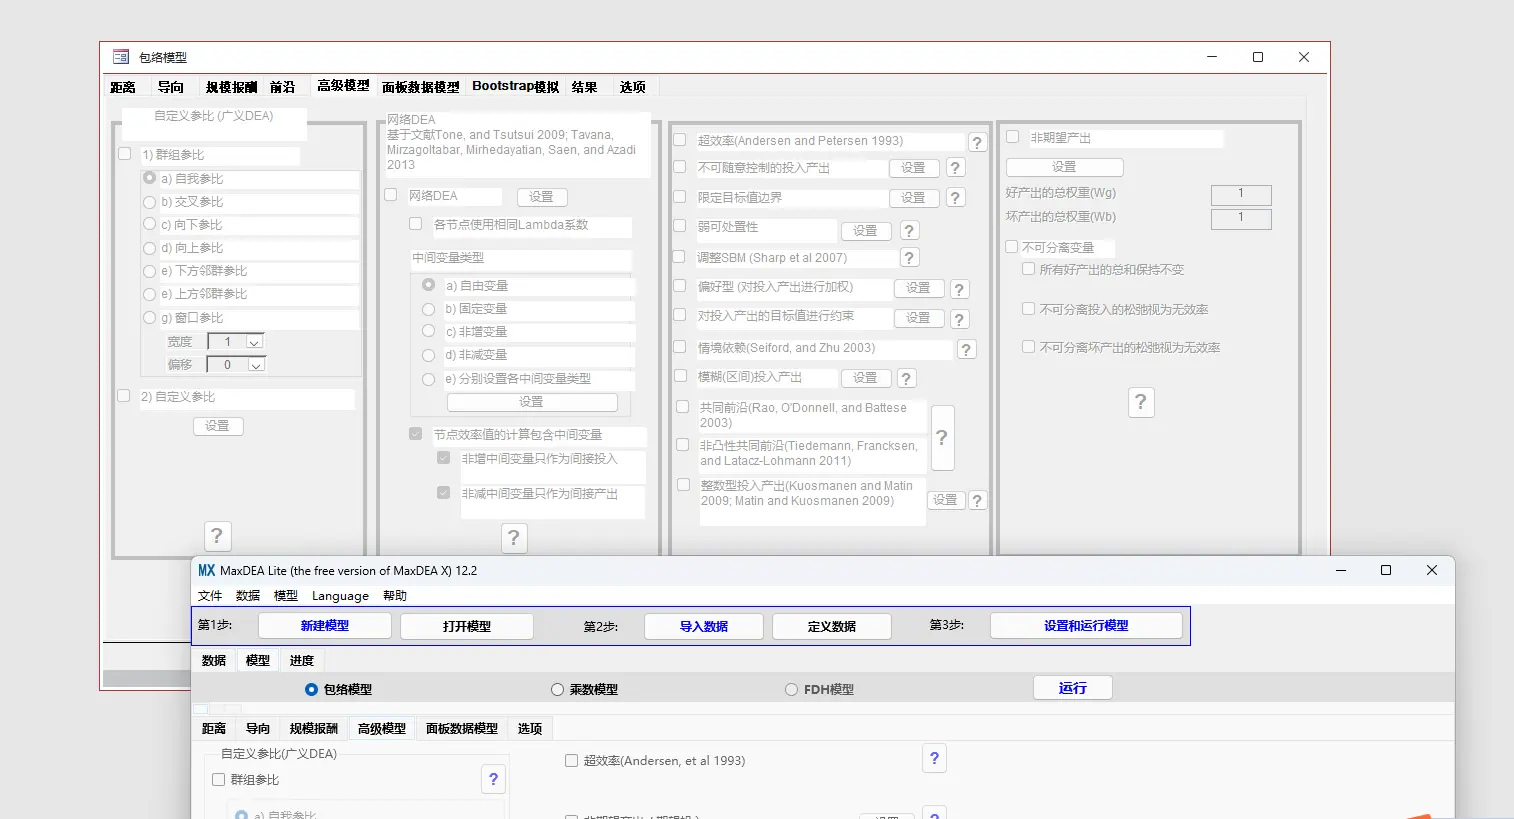 包络模型
距离 导向 规模报酬 前沿 高级模型 面板数据模型 Bootstrap模拟 结果 选项
自定义参比 (广义DEA)
1) 群组参比
a) 自我参比
b) 交叉参比
c) 向下参比
d) 向上参比
e) 下方邻群参比
e) 上方邻群参比
g) 窗口参比
宽度 1
偏移 0
2) 自定义参比
设置
?
网络DEA
基于文献Tone, and Tsutsui 2009; Tavana,
Mirzagoltabar, Mirhedayatian, Saen, and Azadi
2013
网络DEA 设置
各节点使用相同Lambda系数
中间变量类型
a) 自由变量
b) 固定变量
c) 非增变量
d) 非减变量
e) 分别设置各中间变量类型
设置
节点效率值的计算包含中间变量
非增中间变量只作为间接投入
非减中间变量只作为间接产出
?
超效率(Andersen and Petersen 1993) ?
不可随意控制的投入产出 设置 ?
限定目标值边界 设置 ?
弱可处置性 设置 ?
调整SBM (Sharp et al 2007) ?
偏好型 (对投入产出进行加权) 设置 ?
对投入产出的目标值进行约束 设置 ?
情境依赖(Seiford, and Zhu 2003) ?
模糊(区间)投入产出 设置 ?
共同前沿(Rao, O'Donnell, and Battese
2003)
?
非凸性共同前沿(Tiedemann, Francksen,
and Latacz-Lohmann 2011)
整数型投入产出(Kuosmanen and Matin
2009; Matin and Kuosmanen 2009) 设置 ?
非期望产出
设置
好产出的总权重(Wg) 1
坏产出的总权重(Wb) 1
不可分离变量
所有好产出的总和保持不变
不可分离投入的松弛视为无效率
不可分离坏产出的松弛视为无效率
?
MX MaxDEA Lite (the free version of MaxDEA X) 12.2
文件 数据 模型 Language 帮助
第1步: 新建模型 打开模型 第2步: 导入数据 定义数据 第3步: 设置和运行模型
数据 模型 进度
包络模型 乘数模型 FDH模型 运行
距离 导向 规模报酬 高级模型 面板数据模型 选项
自定义参比(广义DEA)
群组参比 ?
a) 自我参比
超效率(Andersen, et al 1993) ?
设置 ?